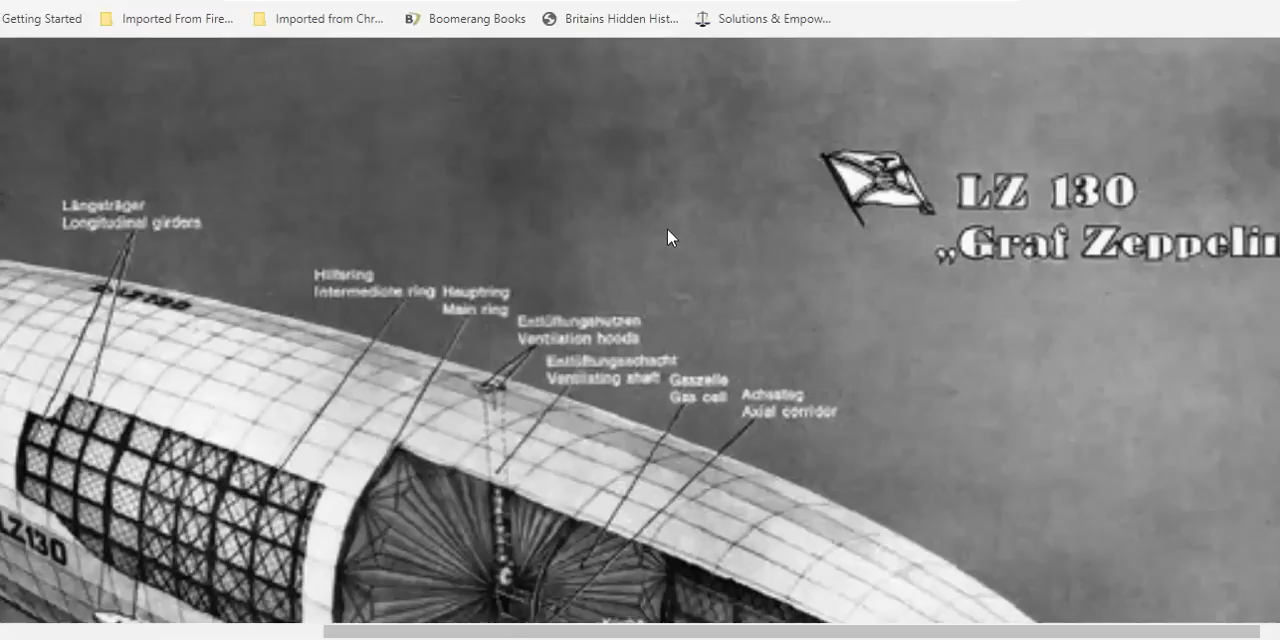 Getting Started
Imported From Fire...
Imported from Chr...
Boomerang Books
Britains Hidden Hist...
Solutions & Empow...
LZ 130
„Graf Zeppelin
Längsträger
Longitudinal girders
LZ 130
Hilfsring
Intermediate ring
Hauptring
Main ring
Entlüftungshutzen
Ventilation hoods
Entlüftungsschacht
Ventilating shaft
Gaszelle
Gas cell
Achssteg
Axial corridor
LZ130